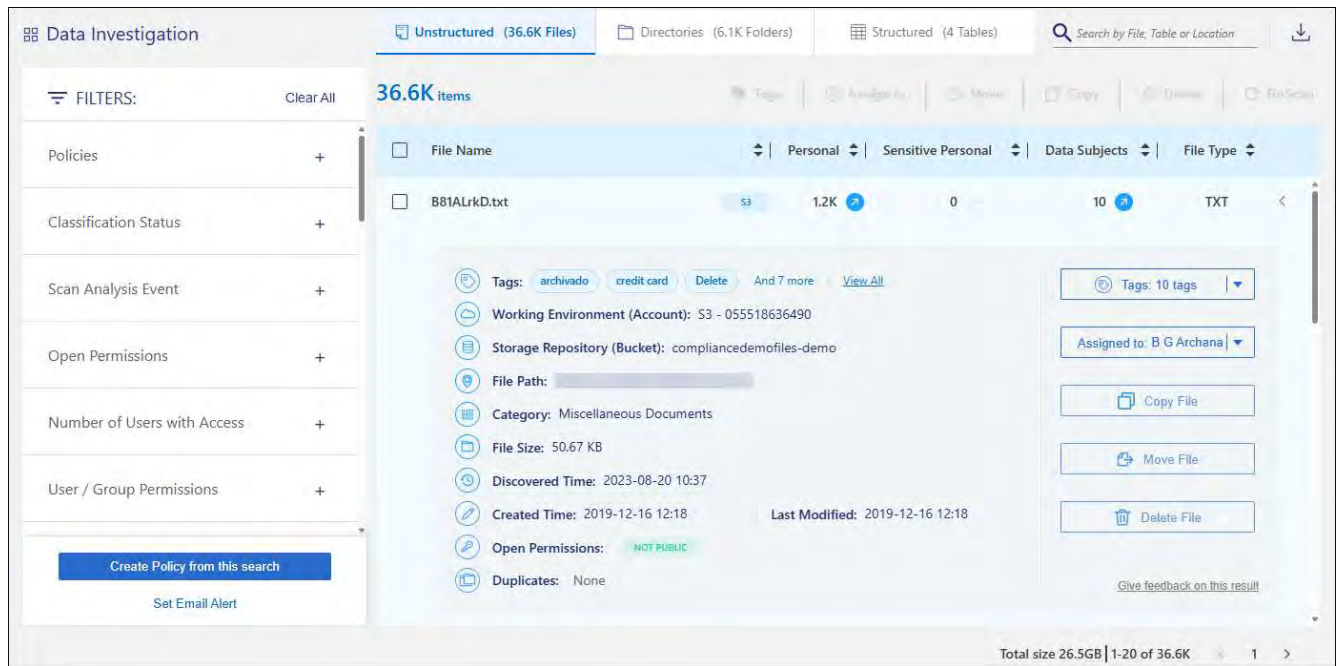 Data Investigation
Unstructured (36.6K Files)
Directories (6.1K Folders)
Structured (4 Tables)
Search by File, Table or Location
FILTERS:
Clear All
36.6K items
Tags
Assign to
Move
Copy
Delete
ReScan
Policies +
Classification Status +
Scan Analysis Event +
Open Permissions +
Number of Users with Access +
User / Group Permissions +
Create Policy from this search
Set Email Alert
File Name
Personal
Sensitive Personal
Data Subjects
File Type
B81ALrkD.txt
S3
1.2K
0
10
TXT
Tags: archivado credit card Delete And 7 more View All
Working Environment (Account): S3 - 055518636490
Storage Repository (Bucket): compliancedemofiles-demo
File Path:
Category: Miscellaneous Documents
File Size: 50.67 KB
Discovered Time: 2023-08-20 10:37
Created Time: 2019-12-16 12:18 Last Modified: 2019-12-16 12:18
Open Permissions: NOT PUBLIC
Duplicates: None
Tags: 10 tags
Assigned to: B G Archana
Copy File
Move File
Delete File
Give feedback on this result
Total size 26.5GB | 1-20 of 36.6K < 1 >